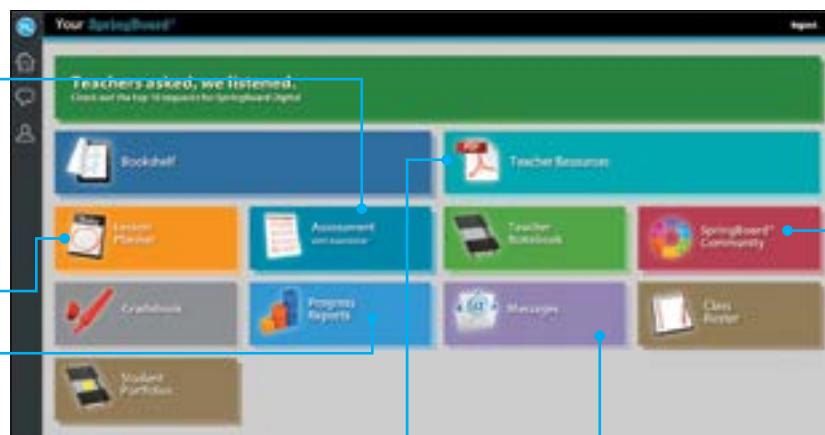 Your SpringBoard®
logout
Teachers asked, we listened.
Check out the top 10 requests for SpringBoard Digital
Bookshelf
PDF
Teacher Resources
Lesson
Planner
Assessment
Teacher
Notebook
SpringBoard®
Community
Gradebook
Progress
Reports
Messages
Class
Roster
Student
Portfolios